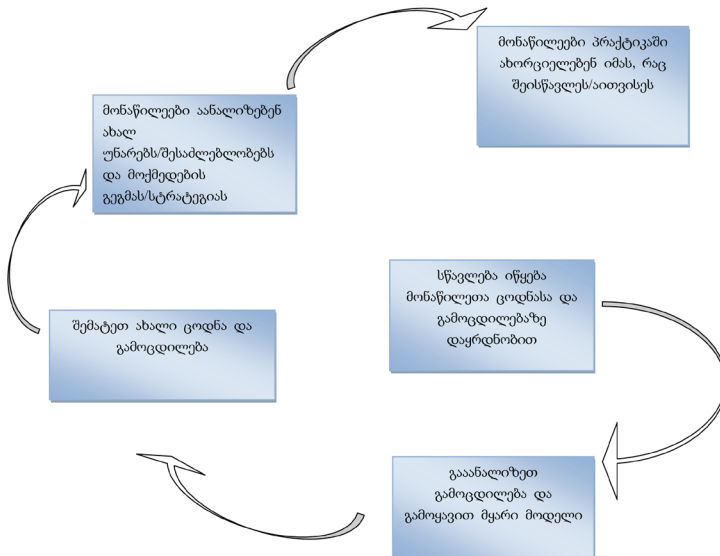 მონაწილეები პრაქტიკაში
ახორციელებენ იმას, რაც
შეისწავლეს/აითვისეს
მონაწილეები აანალიზებენ
ახალ
უნარებს/შესაძლებლობებს
და მოქმედების
გეგმას/სტრატეგიას
სწავლება იწყება
მონაწილეთა ცოდნასა და
გამოცდილებაზე
დაყრდნობით
შემატეთ ახალი ცოდნა და
გამოცდილება
გააანალიზეთ
გამოცდილება და
გამოყავით მყარი მოდელი